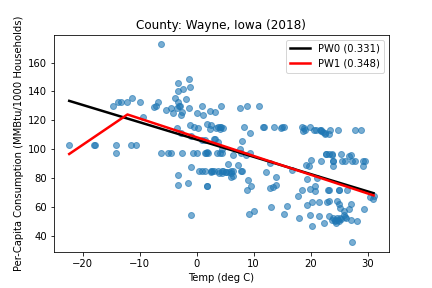 County: Wayne, Iowa (2018)
PW0 (0.331)
PW1 (0.348)
Per-Capita Consumption (MMBtu/1000 Households)
160
140
120
100
80
60
40
−20 −10 0 10 20 30
Temp (deg C)